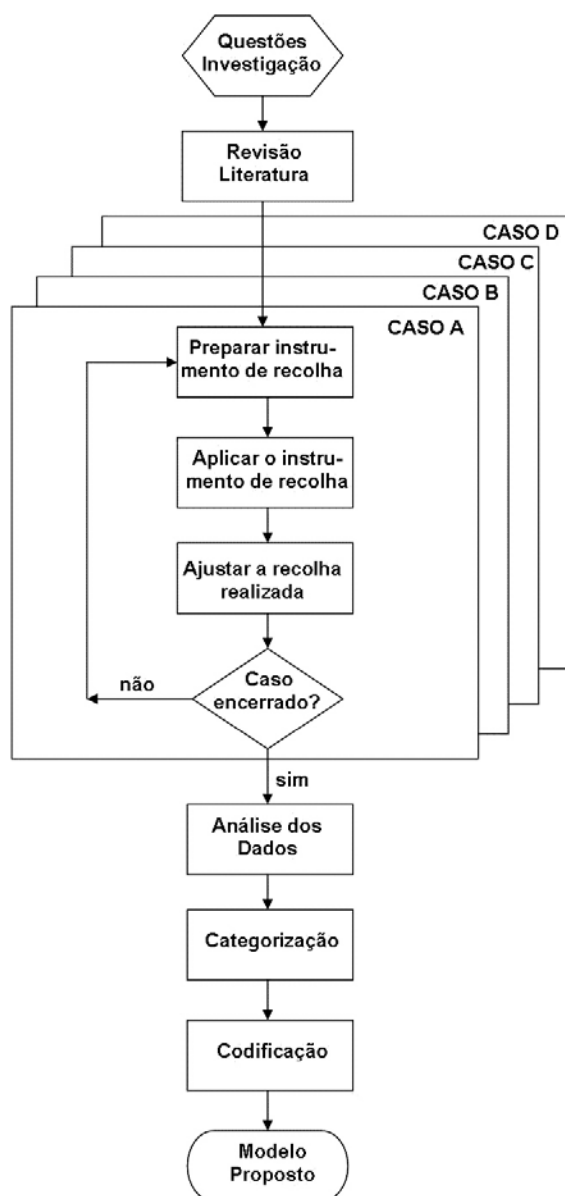 Questões
Investigação
Revisão
Literatura
CASO D
CASO C
CASO B
CASO A
Preparar instru-
mento de recolha
Aplicar o instru-
mento de recolha
Ajustar a recolha
realizada
Caso
encerrado?
não
sim
Análise dos
Dados
Categorização
Codificação
Modelo
Proposto